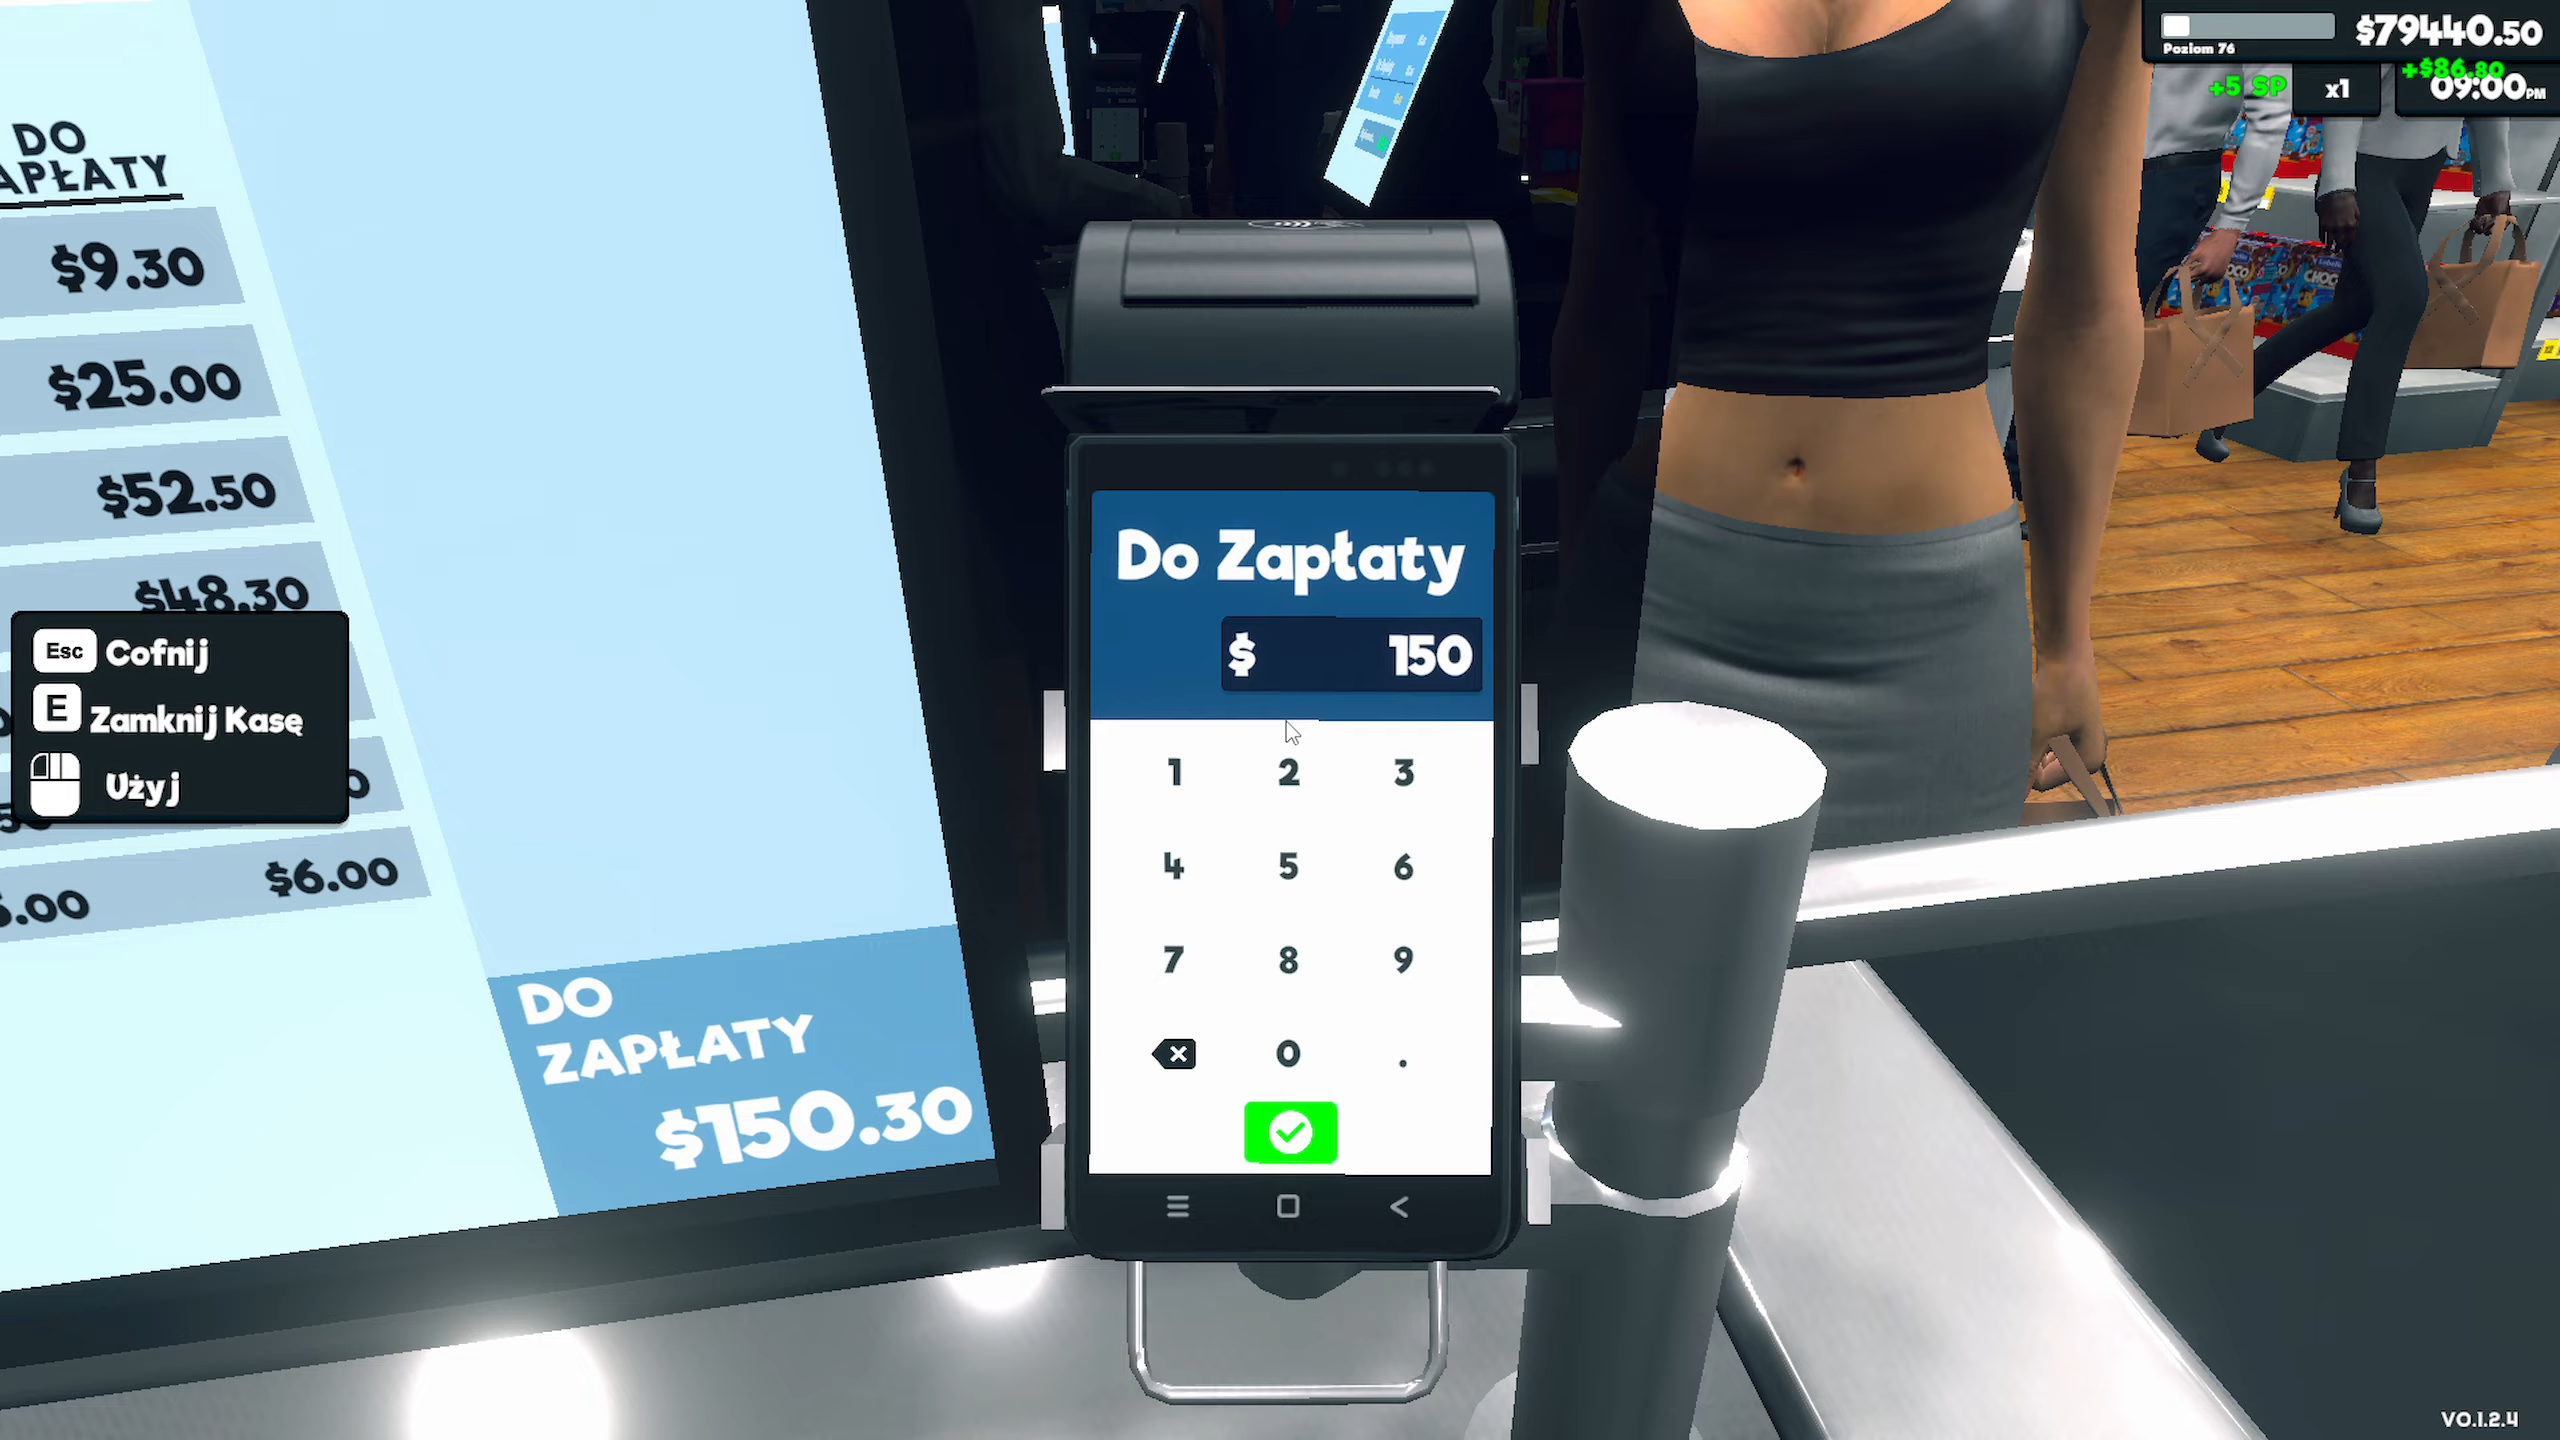 DO
$9.30
$25.00
$52.50
$48.30
$6.00
DO
ZAPŁATY
$150.30
Esc Cofnij
E Zamknij Kasę
Użyj
Do Zapłaty
$ 150
1 2 3
4 5 6
7 8 9
0 .
Poziom 76
$79440.50
+$86.80
+5 SP
x1
09:00PM
CHOC
V0.1.2.4